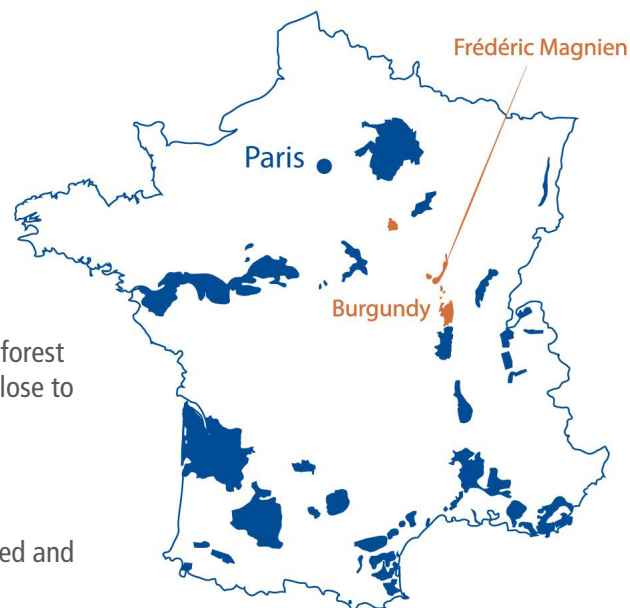 Frédéric Magnien
Paris
Burgundy
forest
lose to
ed and